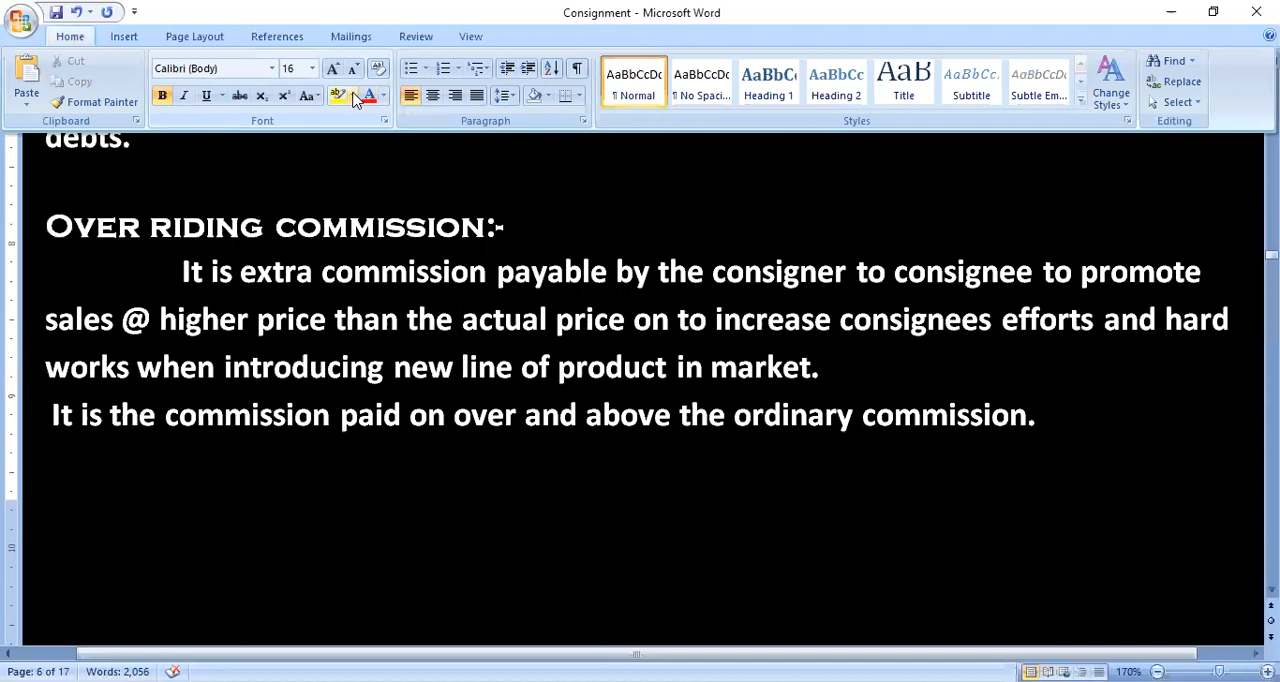 Consignment - Microsoft Word
Home Insert Page Layout References Mailings Review View
Paste
Cut
Copy
Format Painter
Clipboard
Calibri (Body) 16
Font
Paragraph
AaBbCcDc AaBbCcDc AaBbC AaBbCc AaB AaBbCc. AaBbCcDc
¶ Normal ¶ No Spaci... Heading 1 Heading 2 Title Subtitle Subtle Em...
Change Styles
Styles
Find
Replace
Select
Editing
debts.
Over riding commission:-
It is extra commission payable by the consigner to consignee to promote
sales @ higher price than the actual price on to increase consignees efforts and hard
works when introducing new line of product in market.
It is the commission paid on over and above the ordinary commission.
Page: 6 of 17 Words: 2,056 170%